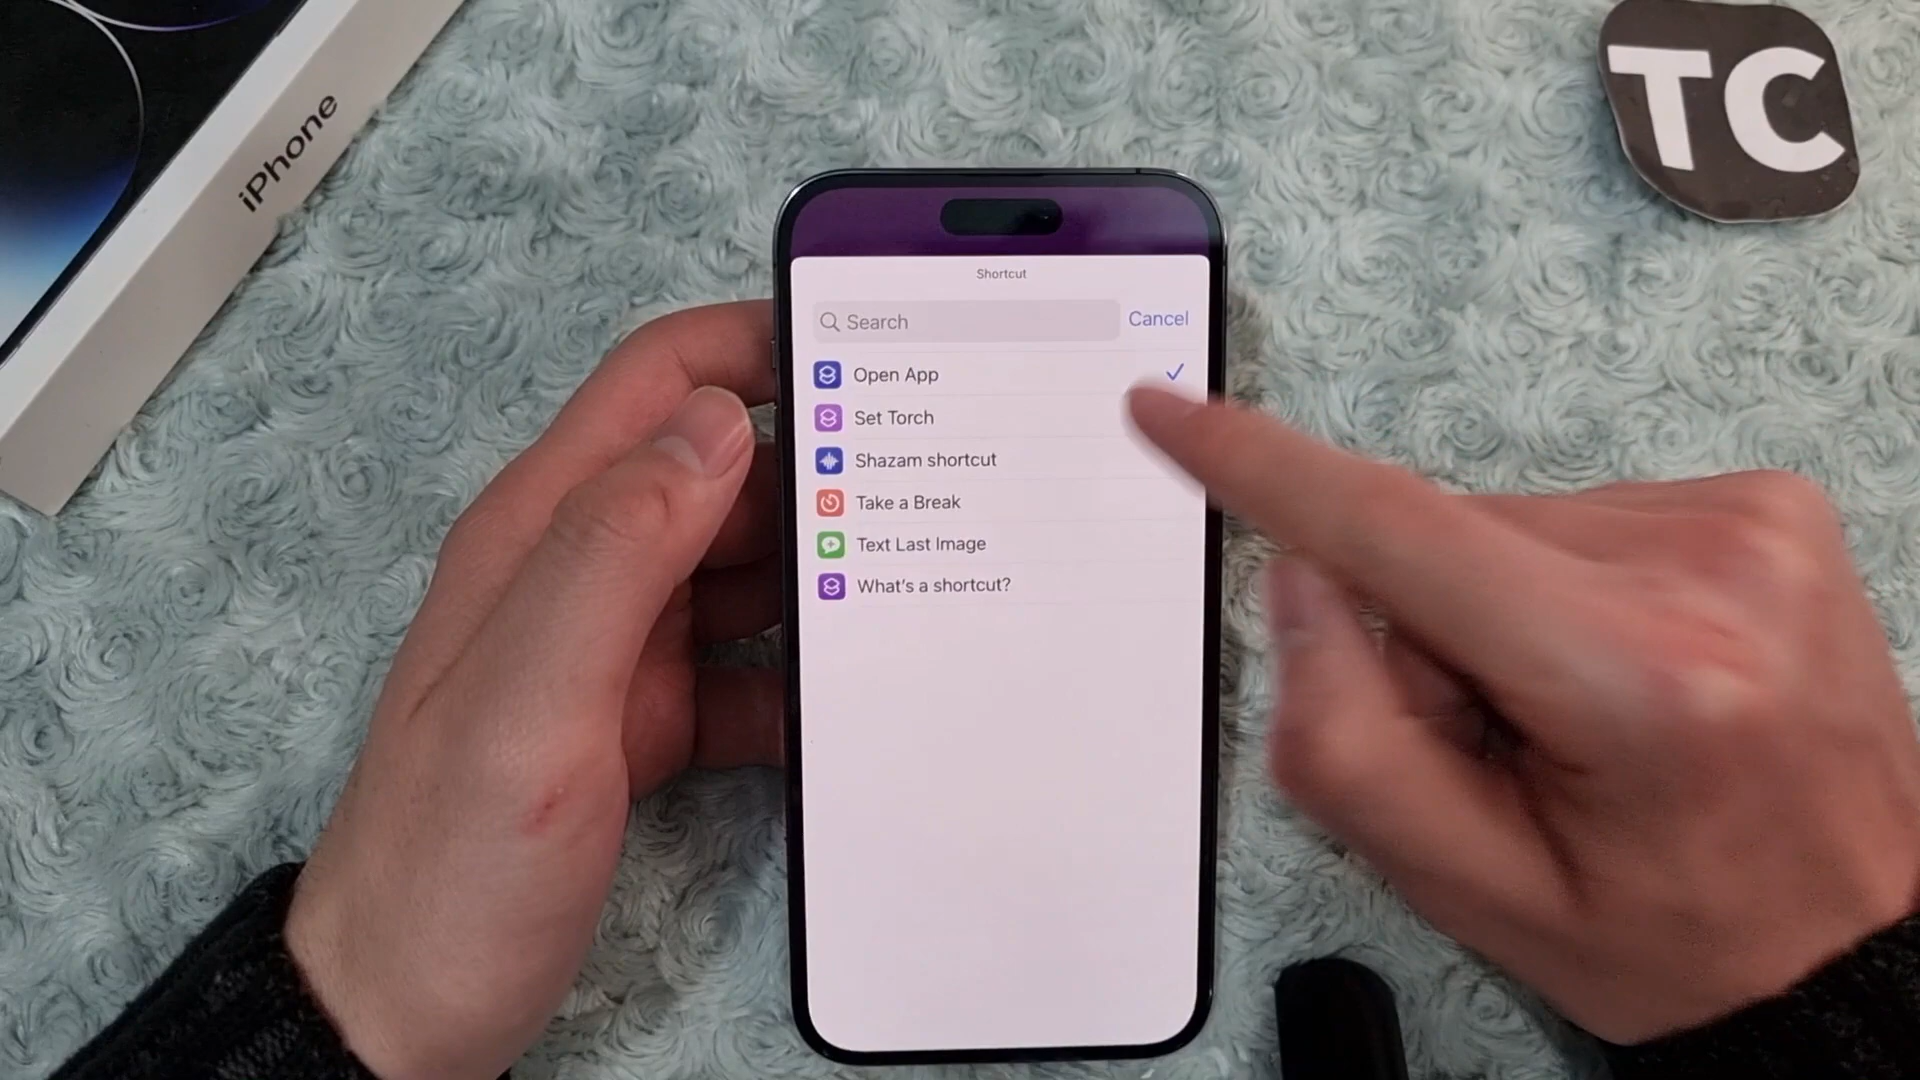 iPhone
TC
Shortcut
Search
Cancel
Open App
Set Torch
Shazam shortcut
Take a Break
Text Last Image
What's a shortcut?